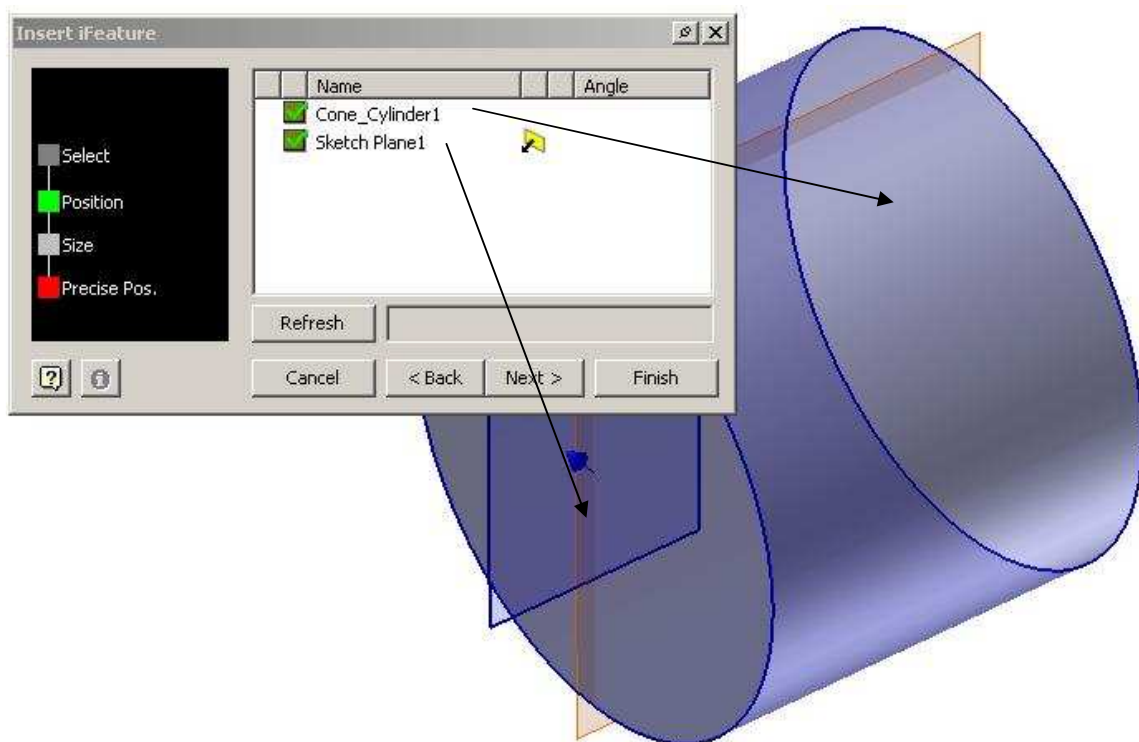 Insert iFeature
Name Angle
Cone_Cylinder1
Sketch Plane1
Select
Position
Size
Precise Pos.
Refresh
Cancel < Back Next > Finish